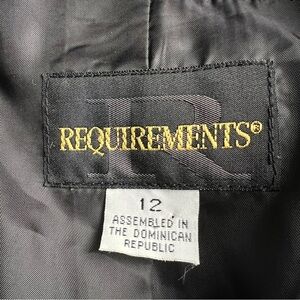 R
REQUIREMENTS®
12
ASSEMBLED IN
THE DOMINICAN
REPUBLIC